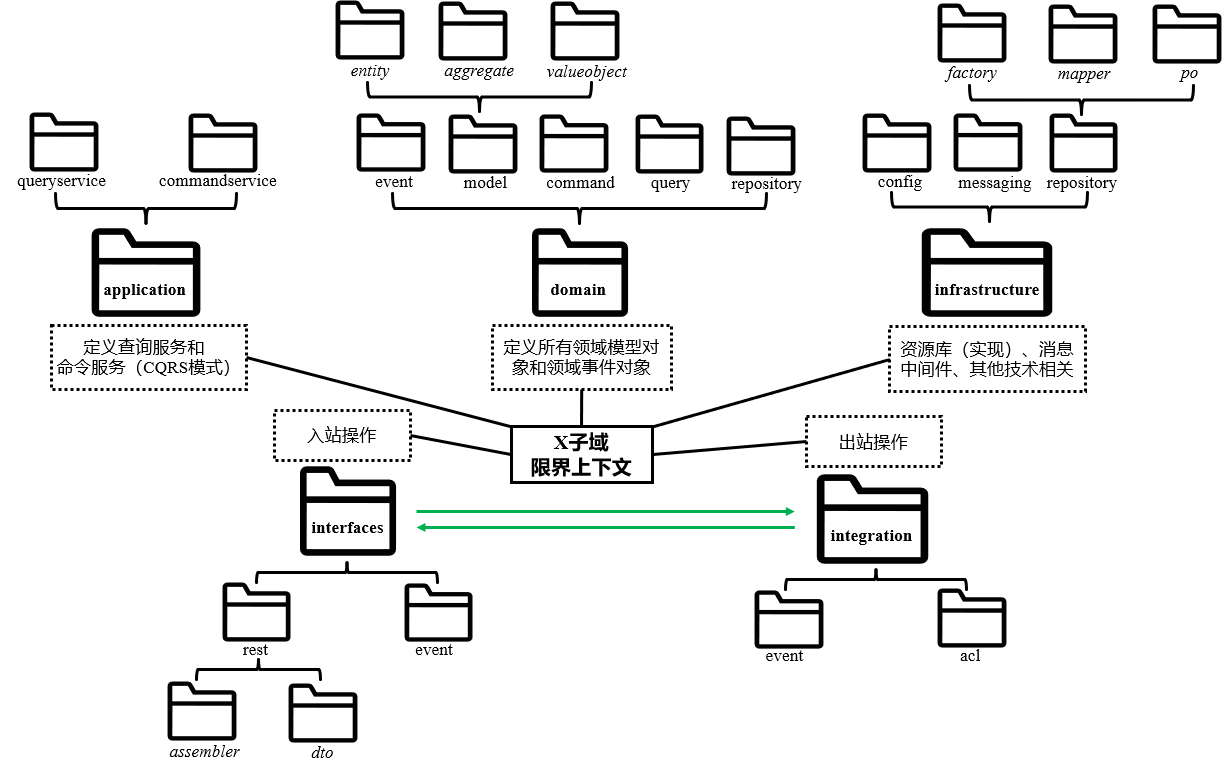 entity
aggregate
valueobject
factory
mapper
po
queryservice
commandservice
event
model
command
query
repository
config
messaging
repository
application
domain
infrastructure
定义查询服务和
命令服务（CQRS模式）
定义所有领域模型对
象和领域事件对象
资源库（实现）、消息
中间件、其他技术相关
入站操作
X子域
限界上下文
出站操作
interfaces
integration
rest
event
event
acl
assembler
dto